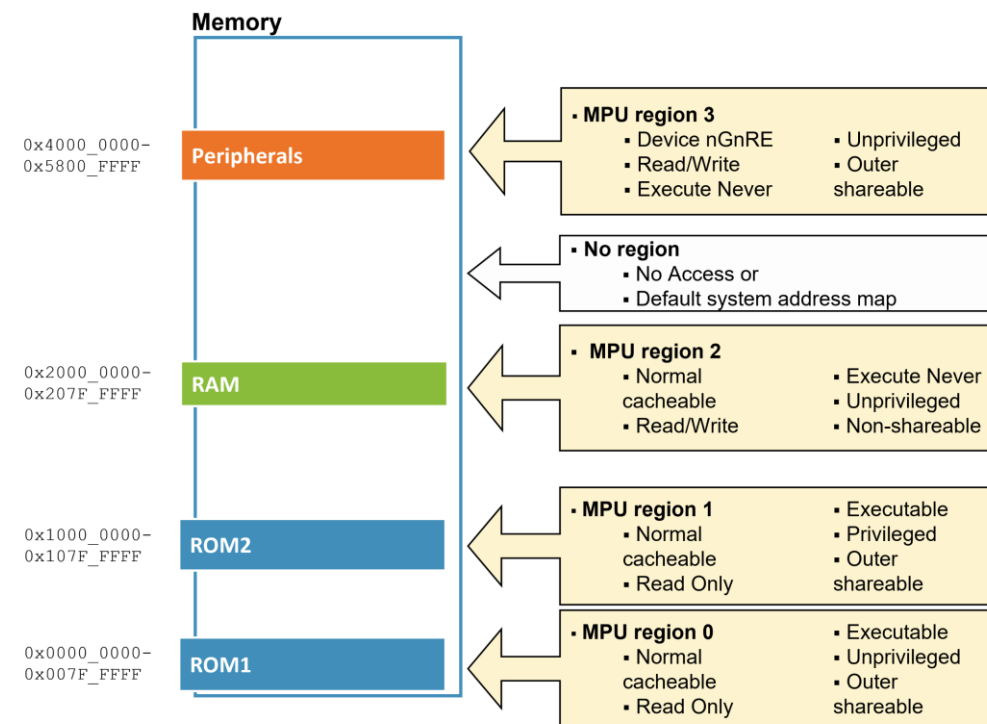 Memory
0x4000_0000-
0x5800_FFFF
Peripherals
▪ MPU region 3
▪ Device nGnRE
▪ Read/Write
▪ Execute Never
▪ Unprivileged
▪ Outer
shareable
▪ No region
▪ No Access or
▪ Default system address map
0x2000_0000-
0x207F_FFFF
RAM
▪ MPU region 2
▪ Normal
cacheable
▪ Read/Write
▪ Execute Never
▪ Unprivileged
▪ Non-shareable
0x1000_0000-
0x107F_FFFF
ROM2
▪ MPU region 1
▪ Normal
cacheable
▪ Read Only
▪ Executable
▪ Privileged
▪ Outer
shareable
0x0000_0000-
0x007F_FFFF
ROM1
▪ MPU region 0
▪ Normal
cacheable
▪ Read Only
▪ Executable
▪ Unprivileged
▪ Outer
shareable